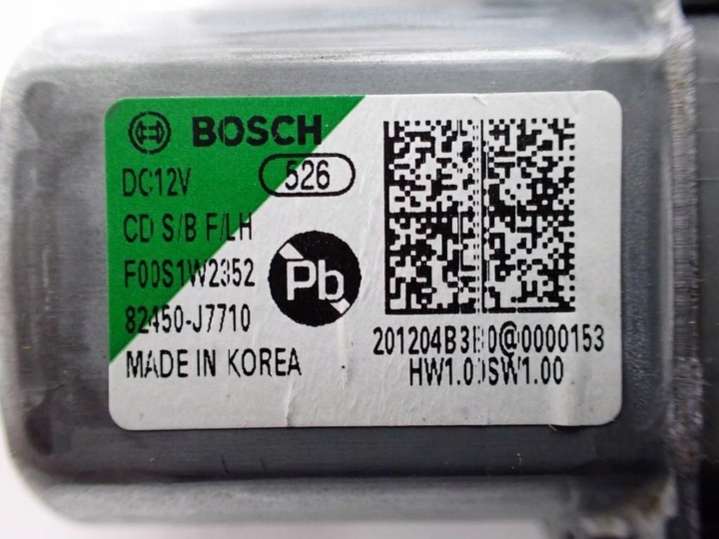 BOSCH
DC12V
526
CD S/B F/LH
F00S1W2352
82450-J7710
MADE IN KOREA
Pb
HW1.00SW1.00